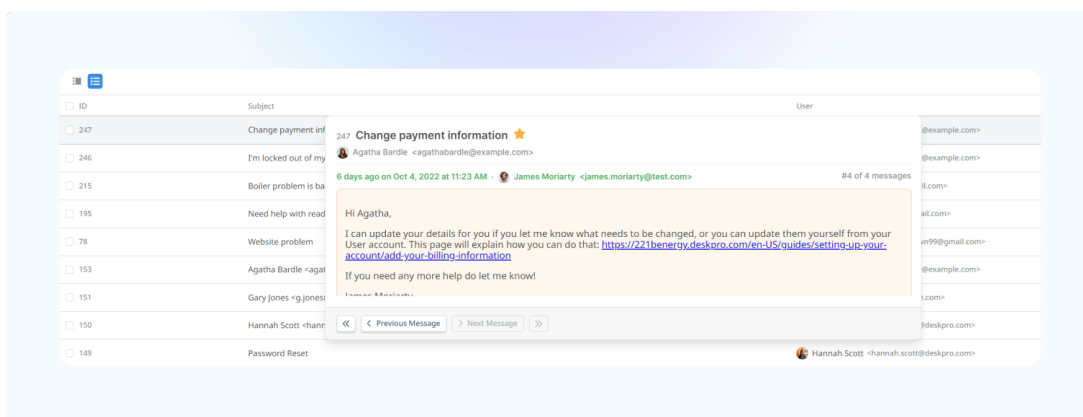 ID Subject User
247 Change payment inf @example.com>
246 I'm locked out of my @example.com>
215 Boiler problem is ba il.com>
195 Need help with read ail.com>
78 Website problem vn99@gmail.com>
153 Agatha Bardle <agat @example.com>
151 Gary Jones <g.jones .com>
150 Hannah Scott <hann @deskpro.com>
149 Password Reset Hannah Scott <hannah.scott@deskpro.com>
247 Change payment information
Agatha Bardle <agathabardle@example.com>
6 days ago on Oct 4, 2022 at 11:23 AM - James Moriarty <james.moriarty@test.com> #4 of 4 messages
Hi Agatha,
I can update your details for you if you let me know what needs to be changed, or you can update them yourself from your
User account. This page will explain how you can do that: https://221benergy.deskpro.com/en-US/guides/setting-up-your-
account/add-your-billing-information
If you need any more help do let me know!
James Moriarty
Previous Message Next Message